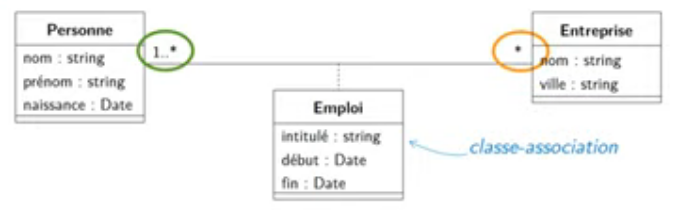 Personne
nom : string
prénom : string
naissance : Date
1..*
*
Entreprise
nom : string
ville : string
Emploi
intitulé : string
début : Date
fin : Date
classe-association